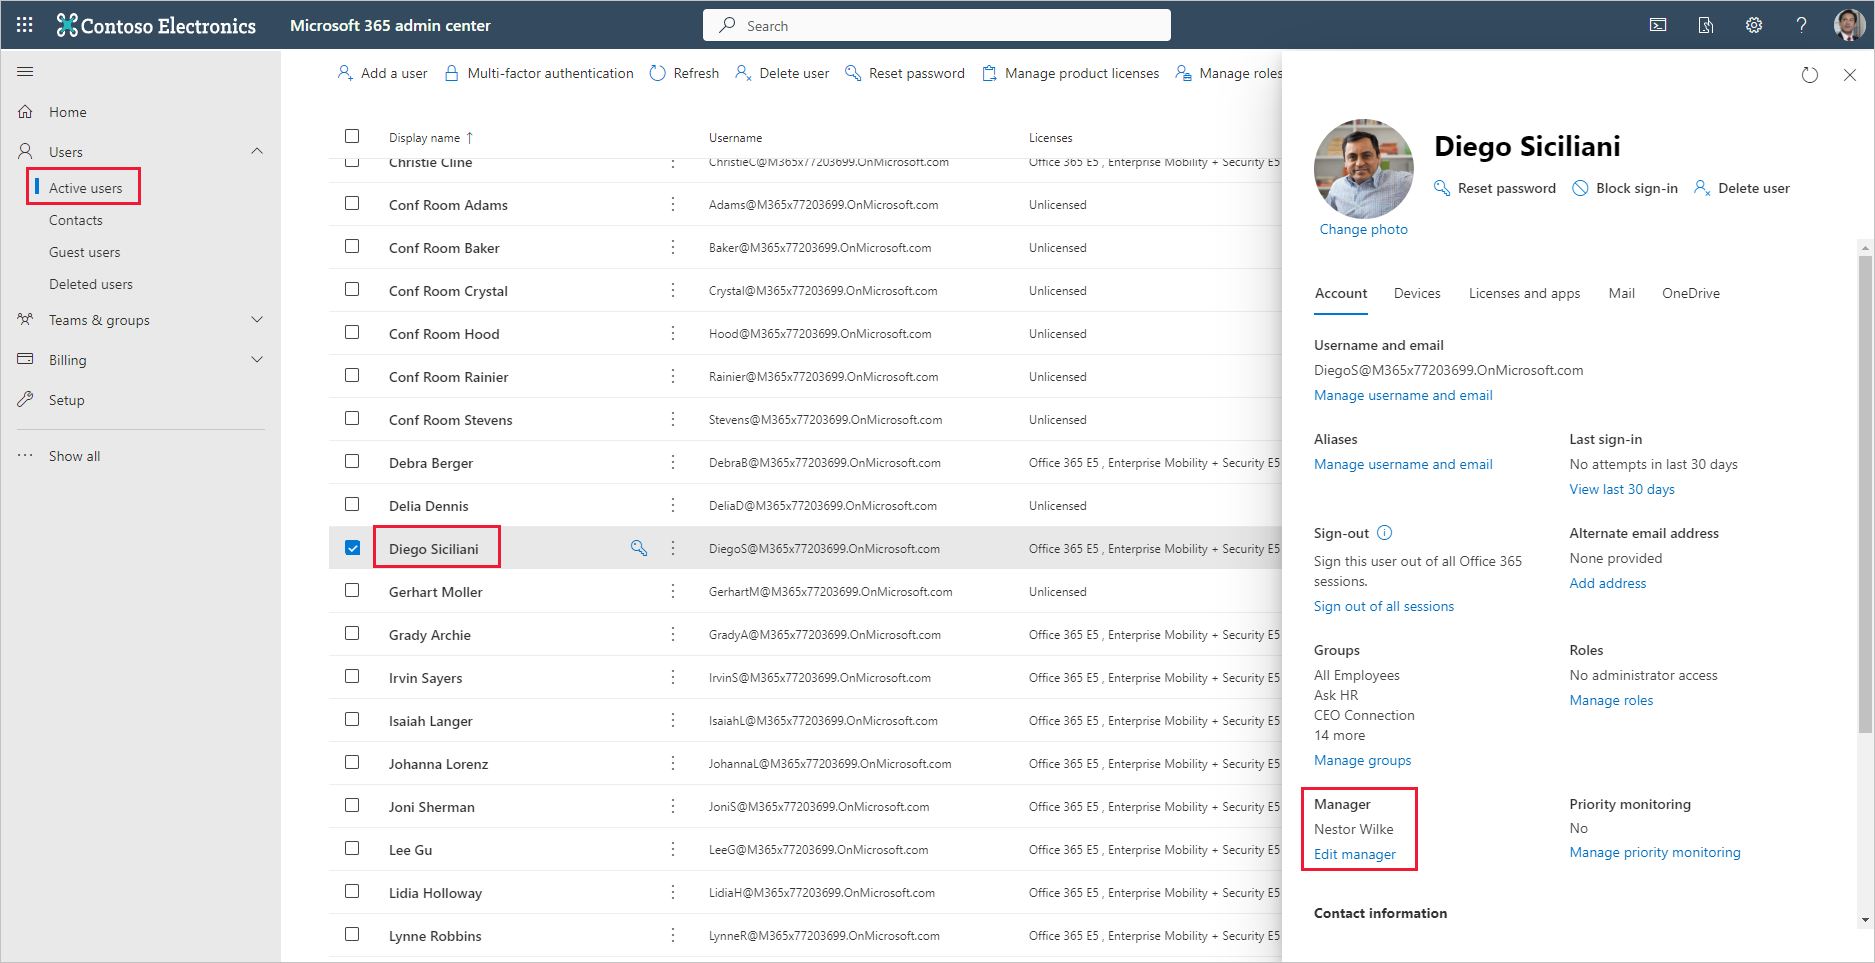 Contoso Electronics
Microsoft 365 admin center
Search
Home
Users
Active users
Contacts
Guest users
Deleted users
Teams & groups
Billing
Setup
Show all
Add a user
Multi-factor authentication
Refresh
Delete user
Reset password
Manage product licenses
Manage roles
Display name ↑ Username Licenses
Christie Cline ChristieC@M365x77203699.OnMicrosoft.com Office 365 E5 , Enterprise Mobility + Security E5
Conf Room Adams Adams@M365x77203699.OnMicrosoft.com Unlicensed
Conf Room Baker Baker@M365x77203699.OnMicrosoft.com Unlicensed
Conf Room Crystal Crystal@M365x77203699.OnMicrosoft.com Unlicensed
Conf Room Hood Hood@M365x77203699.OnMicrosoft.com Unlicensed
Conf Room Rainier Rainier@M365x77203699.OnMicrosoft.com Unlicensed
Conf Room Stevens Stevens@M365x77203699.OnMicrosoft.com Unlicensed
Debra Berger DebraB@M365x77203699.OnMicrosoft.com Office 365 E5 , Enterprise Mobility + Security E5
Delia Dennis DeliaD@M365x77203699.OnMicrosoft.com Unlicensed
Diego Siciliani DiegoS@M365x77203699.OnMicrosoft.com Office 365 E5 , Enterprise Mobility + Security E5
Gerhart Moller GerhartM@M365x77203699.OnMicrosoft.com Unlicensed
Grady Archie GradyA@M365x77203699.OnMicrosoft.com Office 365 E5 , Enterprise Mobility + Security E5
Irvin Sayers IrvinS@M365x77203699.OnMicrosoft.com Office 365 E5 , Enterprise Mobility + Security E5
Isaiah Langer IsaiahL@M365x77203699.OnMicrosoft.com Office 365 E5 , Enterprise Mobility + Security E5
Johanna Lorenz JohannaL@M365x77203699.OnMicrosoft.com Office 365 E5 , Enterprise Mobility + Security E5
Joni Sherman JoniS@M365x77203699.OnMicrosoft.com Office 365 E5 , Enterprise Mobility + Security E5
Lee Gu LeeG@M365x77203699.OnMicrosoft.com Office 365 E5 , Enterprise Mobility + Security E5
Lidia Holloway LidiaH@M365x77203699.OnMicrosoft.com Office 365 E5 , Enterprise Mobility + Security E5
Lynne Robbins LynneR@M365x77203699.OnMicrosoft.com Office 365 E5 , Enterprise Mobility + Security E5
Diego Siciliani
Reset password
Block sign-in
Delete user
Change photo
Account
Devices
Licenses and apps
Mail
OneDrive
Username and email
DiegoS@M365x77203699.OnMicrosoft.com
Manage username and email
Aliases
Manage username and email
Last sign-in
No attempts in last 30 days
View last 30 days
Sign-out
Sign this user out of all Office 365
sessions.
Sign out of all sessions
Alternate email address
None provided
Add address
Groups
All Employees
Ask HR
CEO Connection
14 more
Manage groups
Roles
No administrator access
Manage roles
Manager
Nestor Wilke
Edit manager
Priority monitoring
No
Manage priority monitoring
Contact information